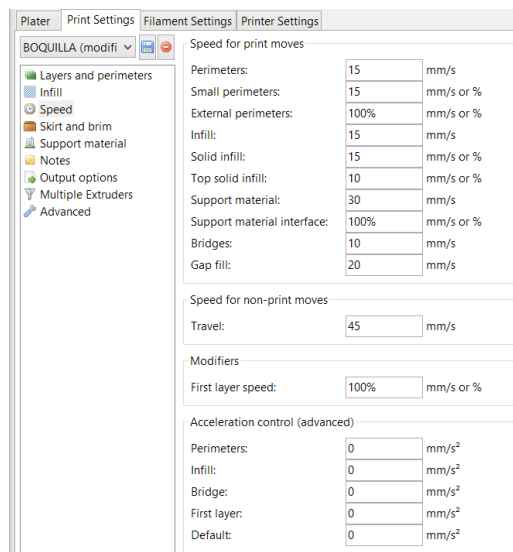 Plater Print Settings Filament Settings Printer Settings
BOQUILLA (modifi
Layers and perimeters
Infill
Speed
Skirt and brim
Support material
Notes
Output options
Multiple Extruders
Advanced
Speed for print moves
Perimeters: 15 mm/s
Small perimeters: 15 mm/s or %
External perimeters: 100% mm/s or %
Infill: 15 mm/s
Solid infill: 15 mm/s or %
Top solid infill: 10 mm/s or %
Support material: 30 mm/s
Support material interface: 100% mm/s or %
Bridges: 10 mm/s
Gap fill: 20 mm/s
Speed for non-print moves
Travel: 45 mm/s
Modifiers
First layer speed: 100% mm/s or %
Acceleration control (advanced)
Perimeters: 0 mm/s²
Infill: 0 mm/s²
Bridge: 0 mm/s²
First layer: 0 mm/s²
Default: 0 mm/s²